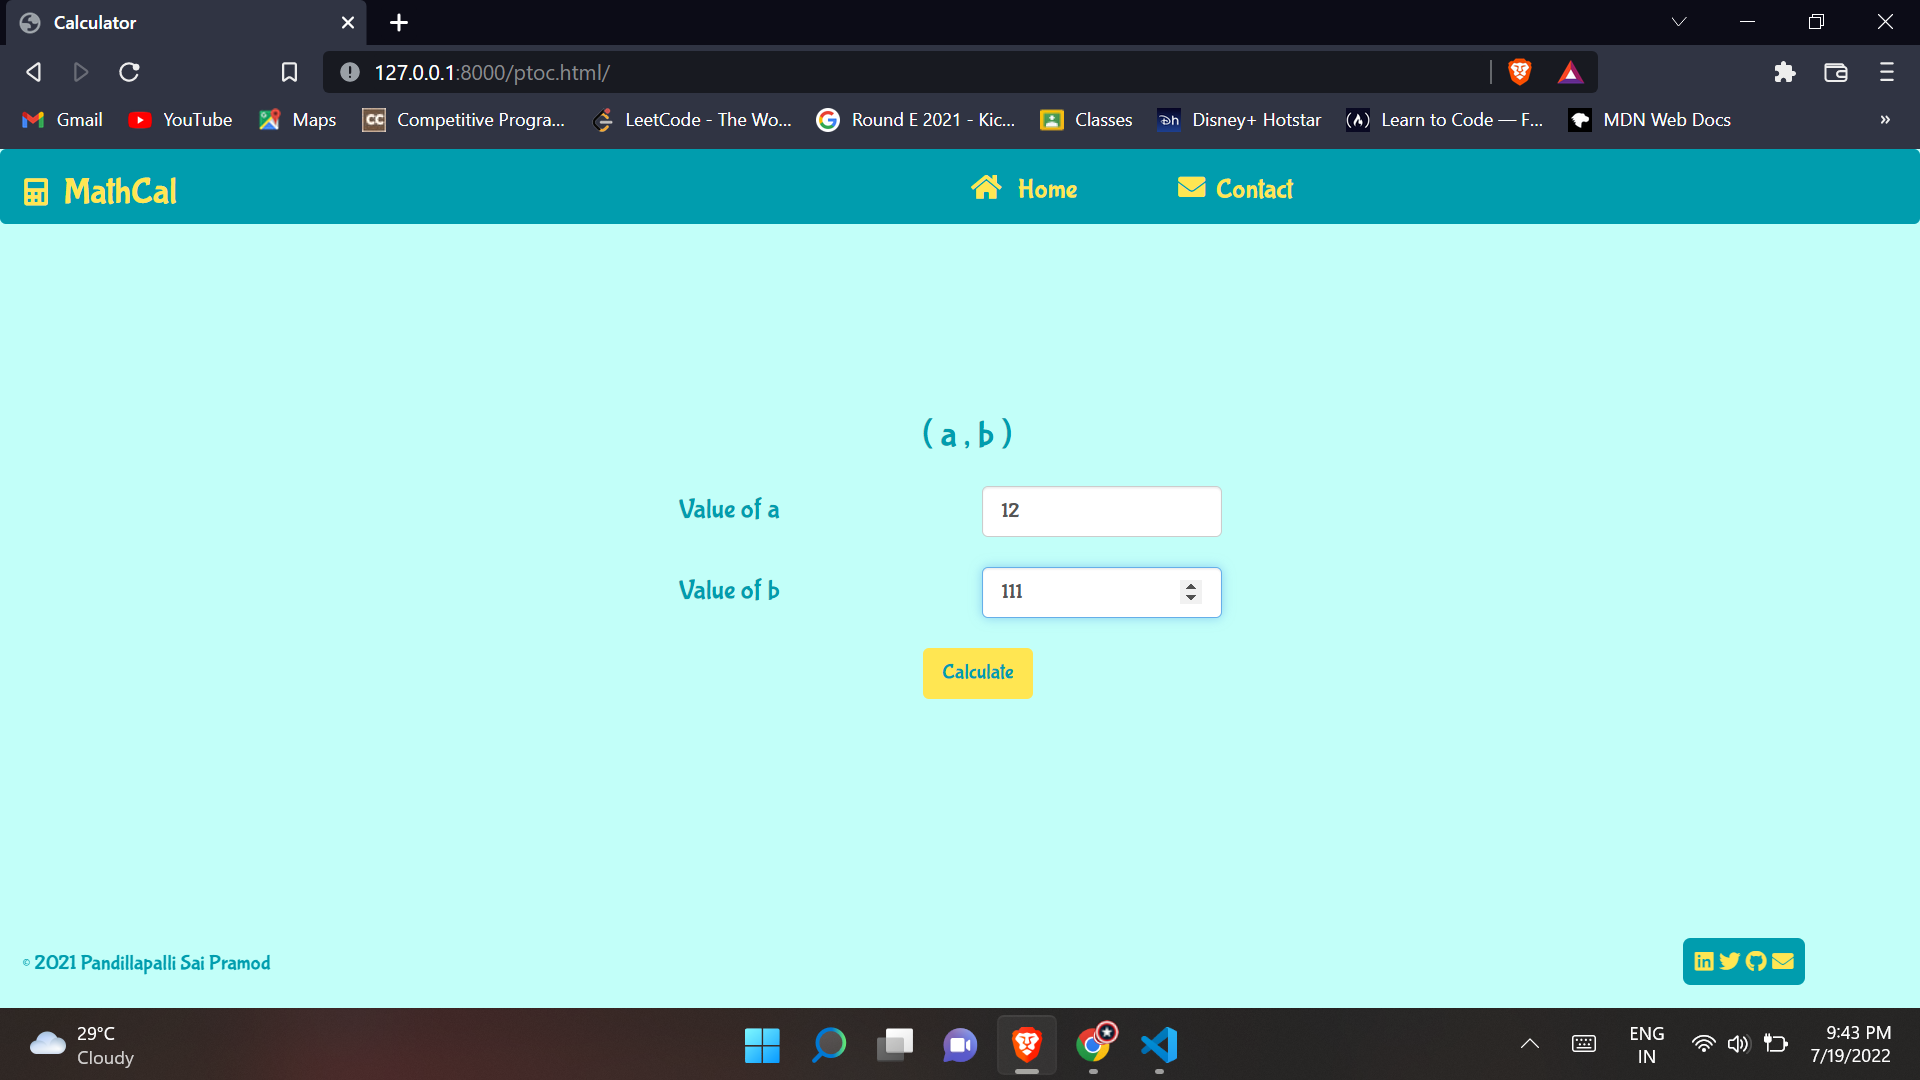 Calculator
127.0.0.1:8000/ptoc.html/
Gmail YouTube Maps CC Competitive Progra... LeetCode - The Wo... Round E 2021 - Kic... Classes Disney+ Hotstar Learn to Code — F... MDN Web Docs »
MathCal Home Contact
( a , b )
Value of a 12
Value of b 111
Calculate
© 2021 Pandillapalli Sai Pramod
29°C
Cloudy
ENG
IN
9:43 PM
7/19/2022